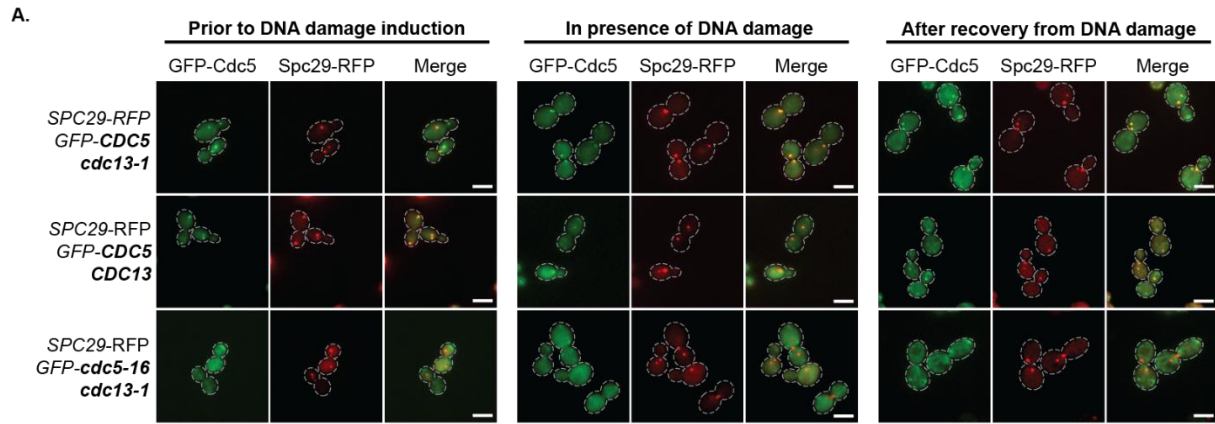 A.
Prior to DNA damage induction
In presence of DNA damage
After recovery from DNA damage
GFP-Cdc5 Spc29-RFP Merge
GFP-Cdc5 Spc29-RFP Merge
GFP-Cdc5 Spc29-RFP Merge
SPC29-RFP
GFP-CDC5
cdc13-1
SPC29-RFP
GFP-CDC5
CDC13
SPC29-RFP
GFP-cdc5-16
cdc13-1